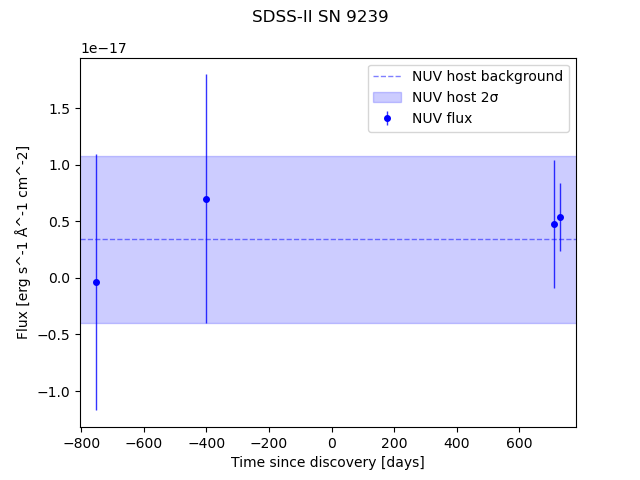 SDSS-II SN 9239
1e−17
NUV host background
NUV host 2σ
NUV flux
1.5
1.0
0.5
0.0
−0.5
−1.0
Flux [erg s^-1 Å^-1 cm^-2]
−800 −600 −400 −200 0 200 400 600
Time since discovery [days]